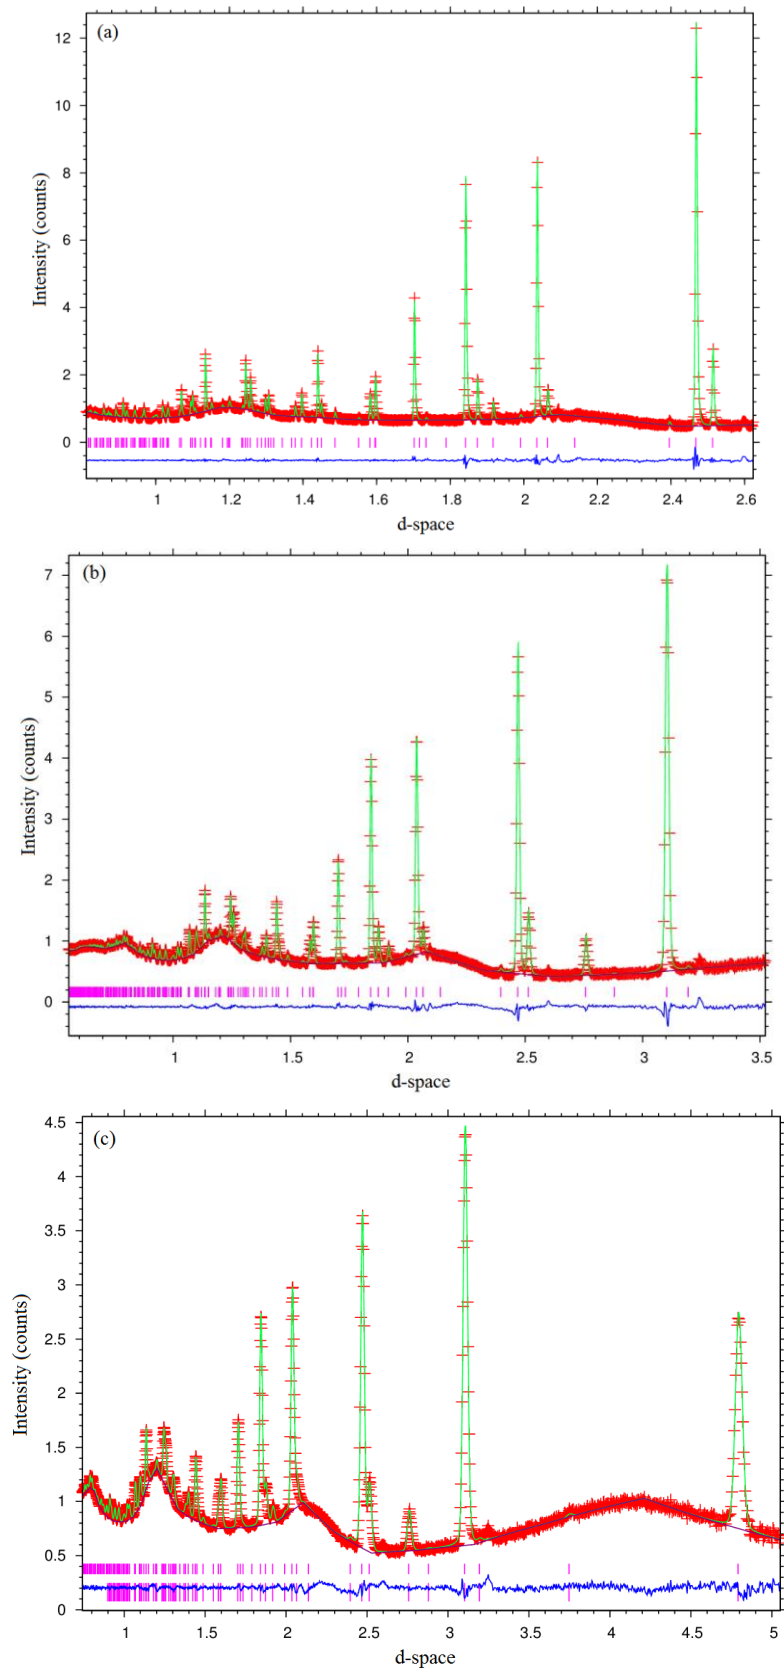 (a)
12
10
8
6
4
2
0
Intensity (counts)
1 1.2 1.4 1.6 1.8 2 2.2 2.4 2.6
d-space
(b)
7
6
5
4
3
2
1
0
Intensity (counts)
1 1.5 2 2.5 3 3.5
d-space
(c)
4.5
4
3.5
3
2.5
2
1.5
1
0.5
0
Intensity (counts)
1 1.5 2 2.5 3 3.5 4 4.5 5
d-space